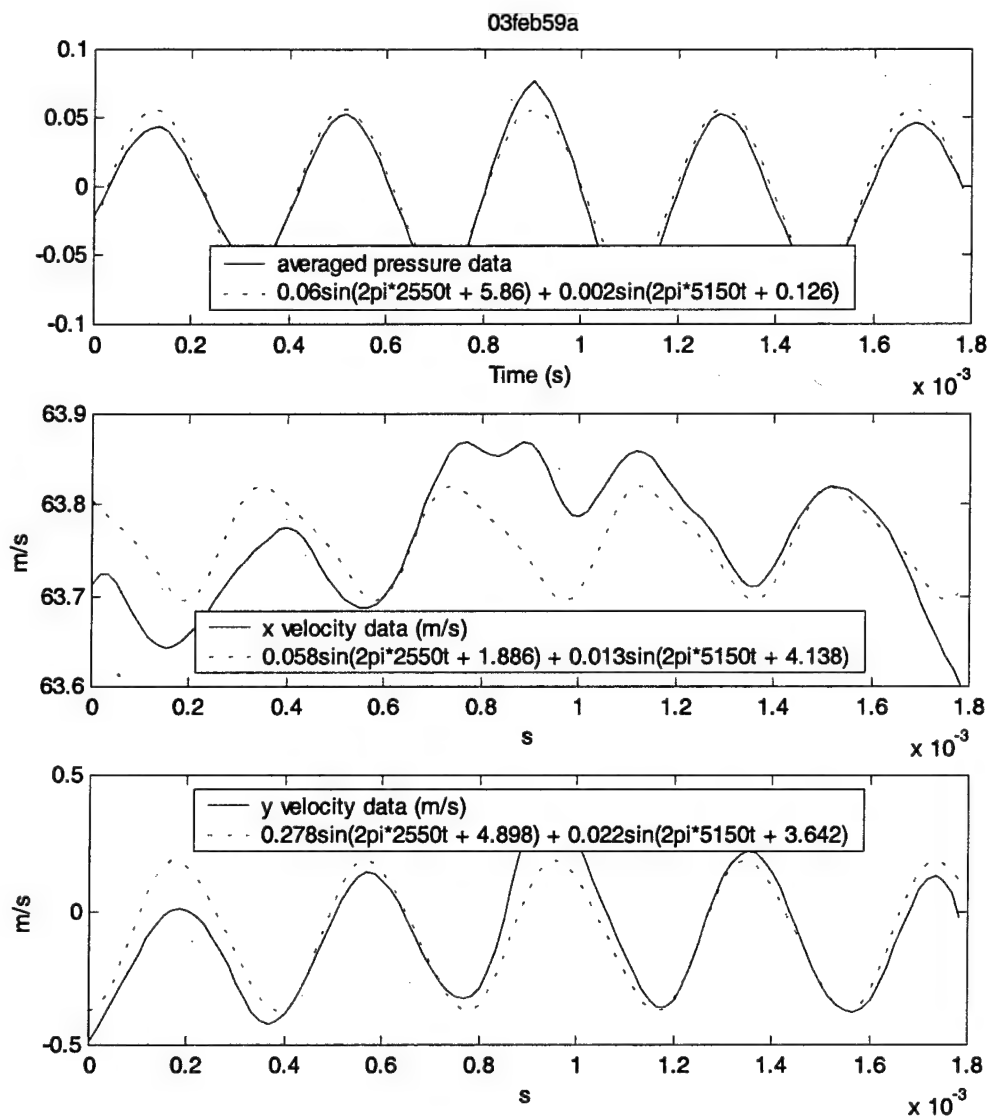 03feb59a
0.1
0.05
0
-0.05
-0.1
averaged pressure data
0.06sin(2pi*2550t + 5.86) + 0.002sin(2pi*5150t + 0.126)
0 0.2 0.4 0.6 0.8 1 1.2 1.4 1.6 1.8
Time (s)
x 10-3
63.9
63.8
63.7
63.6
m/s
x velocity data (m/s)
0.058sin(2pi*2550t + 1.886) + 0.013sin(2pi*5150t + 4.138)
0 0.2 0.4 0.6 0.8 1 1.2 1.4 1.6 1.8
s
x 10-3
0.5
0
-0.5
m/s
y velocity data (m/s)
0.278sin(2pi*2550t + 4.898) + 0.022sin(2pi*5150t + 3.642)
0 0.2 0.4 0.6 0.8 1 1.2 1.4 1.6 1.8
s
x 10-3